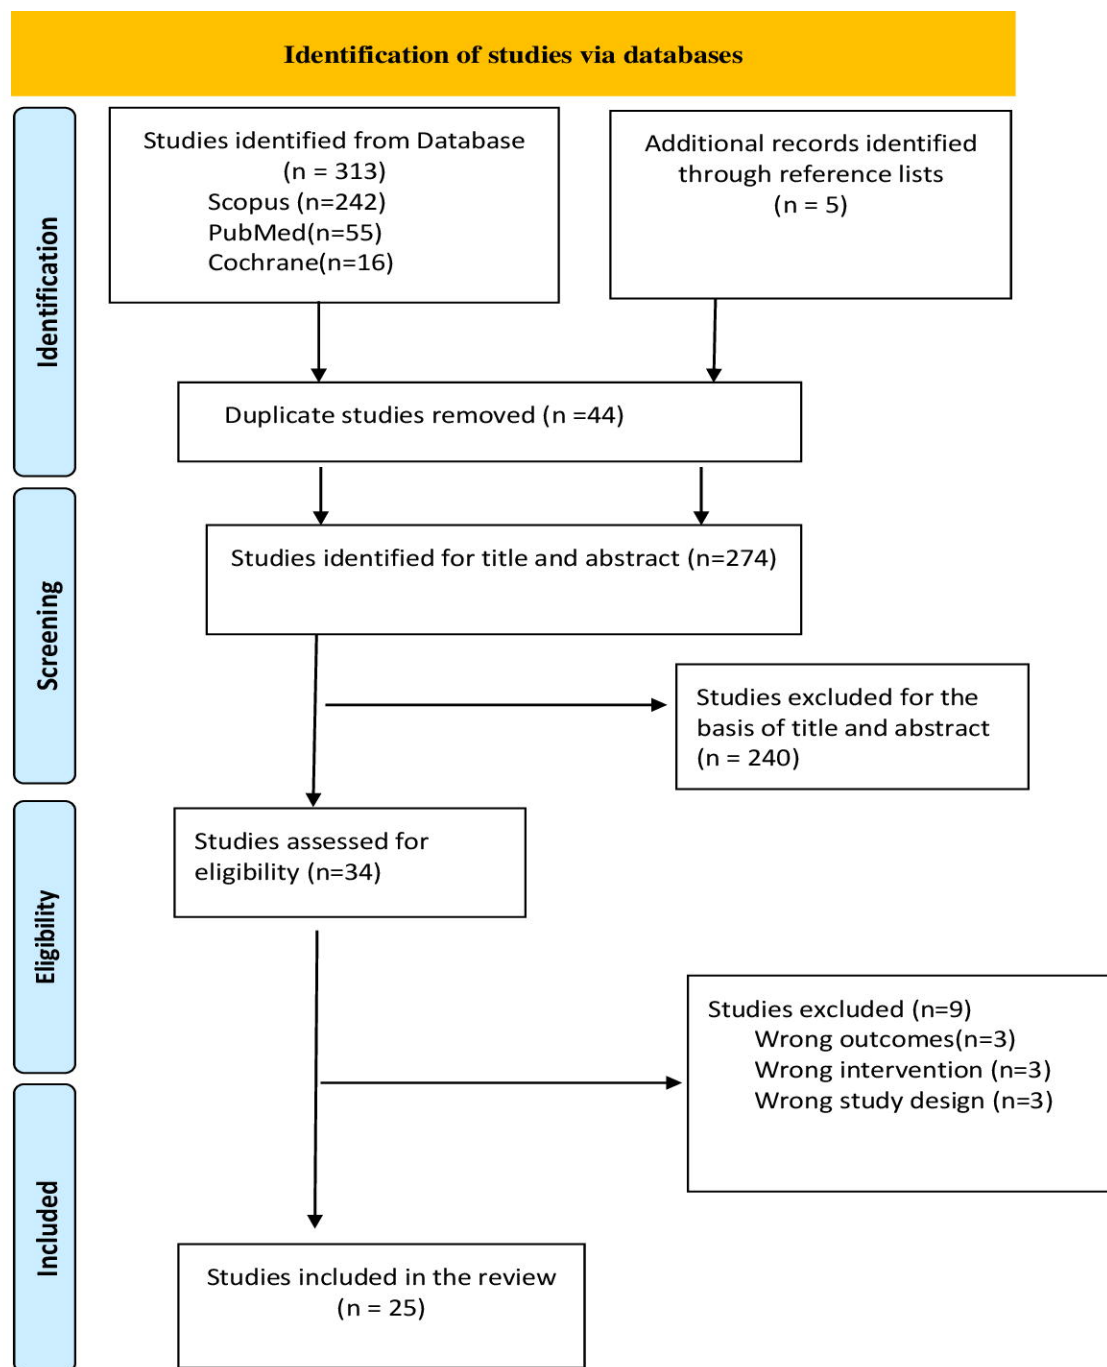 Identification of studies via databases
Identification
Studies identified from Database
(n = 313)
Scopus (n=242)
PubMed(n=55)
Cochrane(n=16)
Additional records identified
through reference lists
(n = 5)
Duplicate studies removed (n =44)
Screening
Studies identified for title and abstract (n=274)
Studies excluded for the
basis of title and abstract
(n = 240)
Eligibility
Studies assessed for
eligibility (n=34)
Studies excluded (n=9)
Wrong outcomes(n=3)
Wrong intervention (n=3)
Wrong study design (n=3)
Included
Studies included in the review
(n = 25)